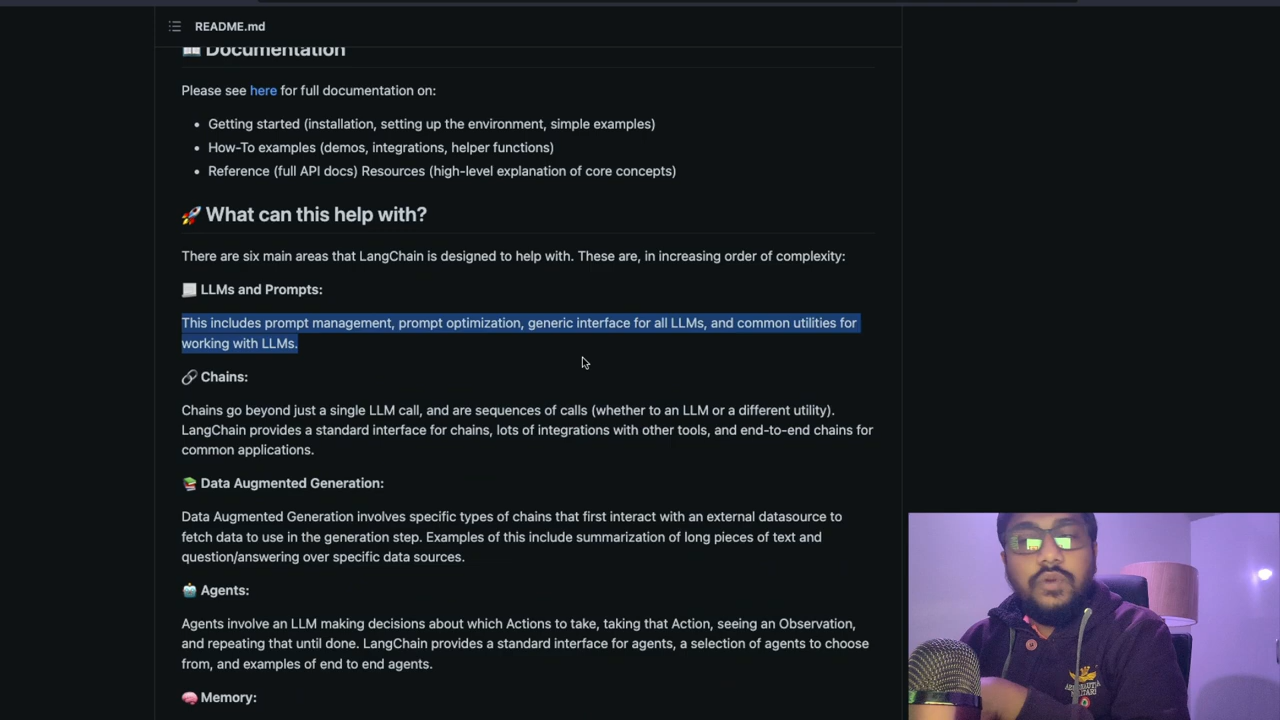 README.md
Documentation
Please see here for full documentation on:
• Getting started (installation, setting up the environment, simple examples)
• How-To examples (demos, integrations, helper functions)
• Reference (full API docs) Resources (high-level explanation of core concepts)
🚀 What can this help with?
There are six main areas that LangChain is designed to help with. These are, in increasing order of complexity:
📃 LLMs and Prompts:
This includes prompt management, prompt optimization, generic interface for all LLMs, and common utilities for
working with LLMs.
🔗 Chains:
Chains go beyond just a single LLM call, and are sequences of calls (whether to an LLM or a different utility).
LangChain provides a standard interface for chains, lots of integrations with other tools, and end-to-end chains for
common applications.
📚 Data Augmented Generation:
Data Augmented Generation involves specific types of chains that first interact with an external datasource to
fetch data to use in the generation step. Examples of this include summarization of long pieces of text and
question/answering over specific data sources.
🤖 Agents:
Agents involve an LLM making decisions about which Actions to take, taking that Action, seeing an Observation,
and repeating that until done. LangChain provides a standard interface for agents, a selection of agents to choose
from, and examples of end to end agents.
🧠 Memory: